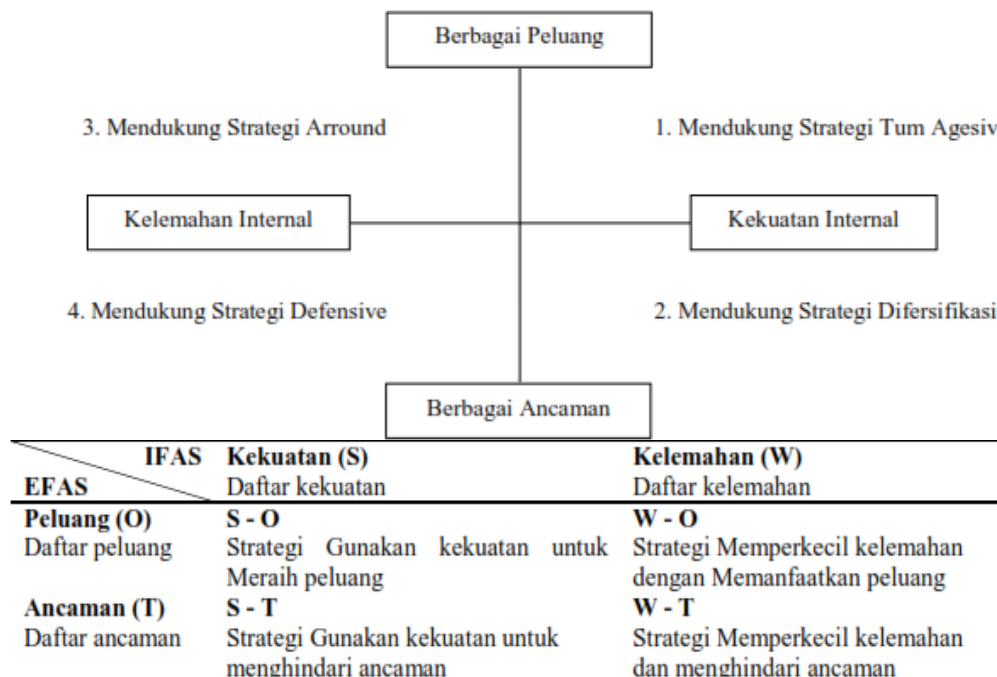 Berbagai Peluang
3. Mendukung Strategi Arround
1. Mendukung Strategi Tum Agesiv
Kelemahan Internal
Kekuatan Internal
4. Mendukung Strategi Defensive
2. Mendukung Strategi Difersifikasi
Berbagai Ancaman
IFAS Kekuatan (S) Kelemahan (W)
EFAS Daftar kekuatan Daftar kelemahan
Peluang (O) S - O W - O
Daftar peluang Strategi Gunakan kekuatan untuk Strategi Memperkecil kelemahan
Meraih peluang dengan Memanfaatkan peluang
Ancaman (T) S - T W - T
Daftar ancaman Strategi Gunakan kekuatan untuk Strategi Memperkecil kelemahan
menghindari ancaman dan menghindari ancaman